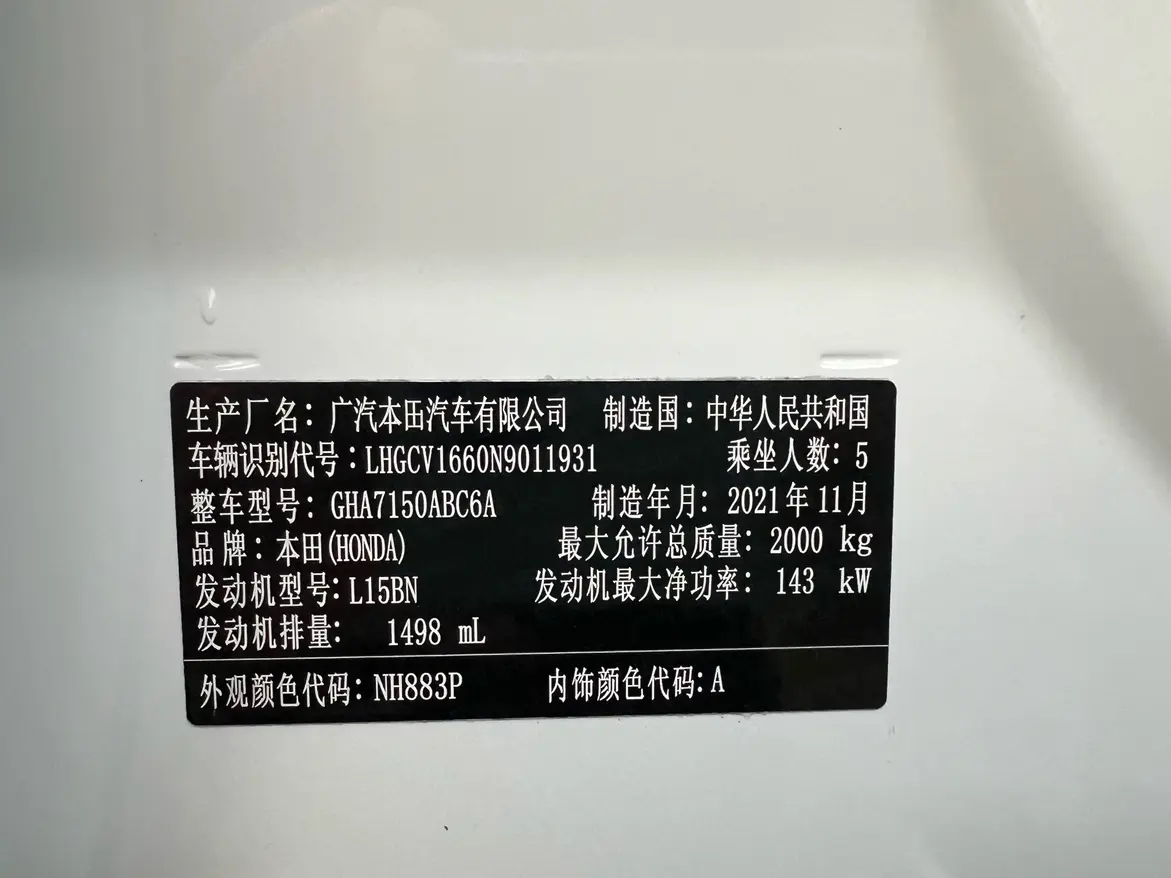 生产厂名：广汽本田汽车有限公司 制造国：中华人民共和国
车辆识别代号：LHGCV1660N9011931 乘坐人数：5
整车型号：GHA7150ABC6A 制造年月：2021年11月
品牌：本田(HONDA) 最大允许总质量：2000 kg
发动机型号：L15BN 发动机最大净功率：143 kW
发动机排量：1498 mL
外观颜色代码：NH883P 内饰颜色代码：A